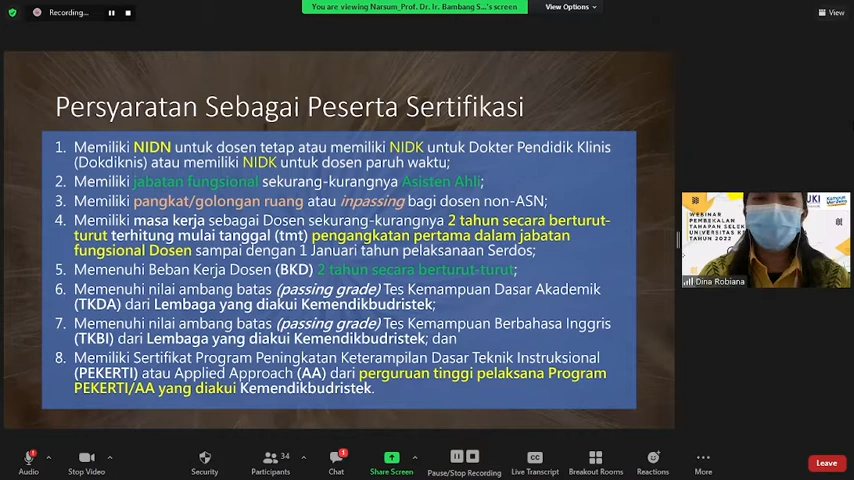 Recording...
You are viewing Narsum_Prof. Dr. Ir. Bambang S...'s screen
View Options
View
Persyaratan Sebagai Peserta Sertifikasi
1. Memiliki NIDN untuk dosen tetap atau memiliki NIDK untuk Dokter Pendidik Klinis
(Dokdiknis) atau memiliki NIDK untuk dosen paruh waktu;
2. Memiliki jabatan fungsional sekurang-kurangnya Asisten Ahli;
3. Memiliki pangkat/golongan ruang atau inpassing bagi dosen non-ASN;
4. Memiliki masa kerja sebagai Dosen sekurang-kurangnya 2 tahun secara berturut-
turut terhitung mulai tanggal (tmt) pengangkatan pertama dalam jabatan
fungsional Dosen sampai dengan 1 Januari tahun pelaksanaan Serdos;
5. Memenuhi Beban Kerja Dosen (BKD) 2 tahun secara berturut-turut;
6. Memenuhi nilai ambang batas (passing grade) Tes Kemampuan Dasar Akademik
(TKDA) dari Lembaga yang diakui Kemendikbudristek;
7. Memenuhi nilai ambang batas (passing grade) Tes Kemampuan Berbahasa Inggris
(TKBI) dari Lembaga yang diakui Kemendikbudristek; dan
8. Memiliki Sertifikat Program Peningkatan Keterampilan Dasar Teknik Instruksional
(PEKERTI) atau Applied Approach (AA) dari perguruan tinggi pelaksana Program
PEKERTI/AA yang diakui Kemendikbudristek.
WEBINAR
PEMBEKALAN
TAHAPAN SELEK
UNIVERSITAS K
TAHUN 2022
UKI
Dina Robiana
Audio
Stop Video
Security
34
Participants
1
Chat
Share Screen
Pause/Stop Recording
CC
Live Transcript
Breakout Rooms
Reactions
More
Leave